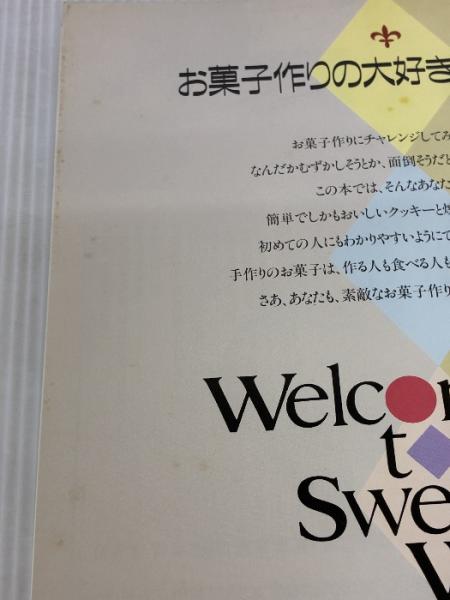 お菓子作りの大好き
お菓子作りにチャレンジしてみ
なんだかむずかしそうとか、面倒そうだと
この本では、そんなあなた
簡単でしかもおいしいクッキーと焼
初めての人にもわかりやすいようにて
手作りのお菓子は、作る人も食べる人も
さあ、あなたも、素敵なお菓子作り
Welcom
to
Swe
W